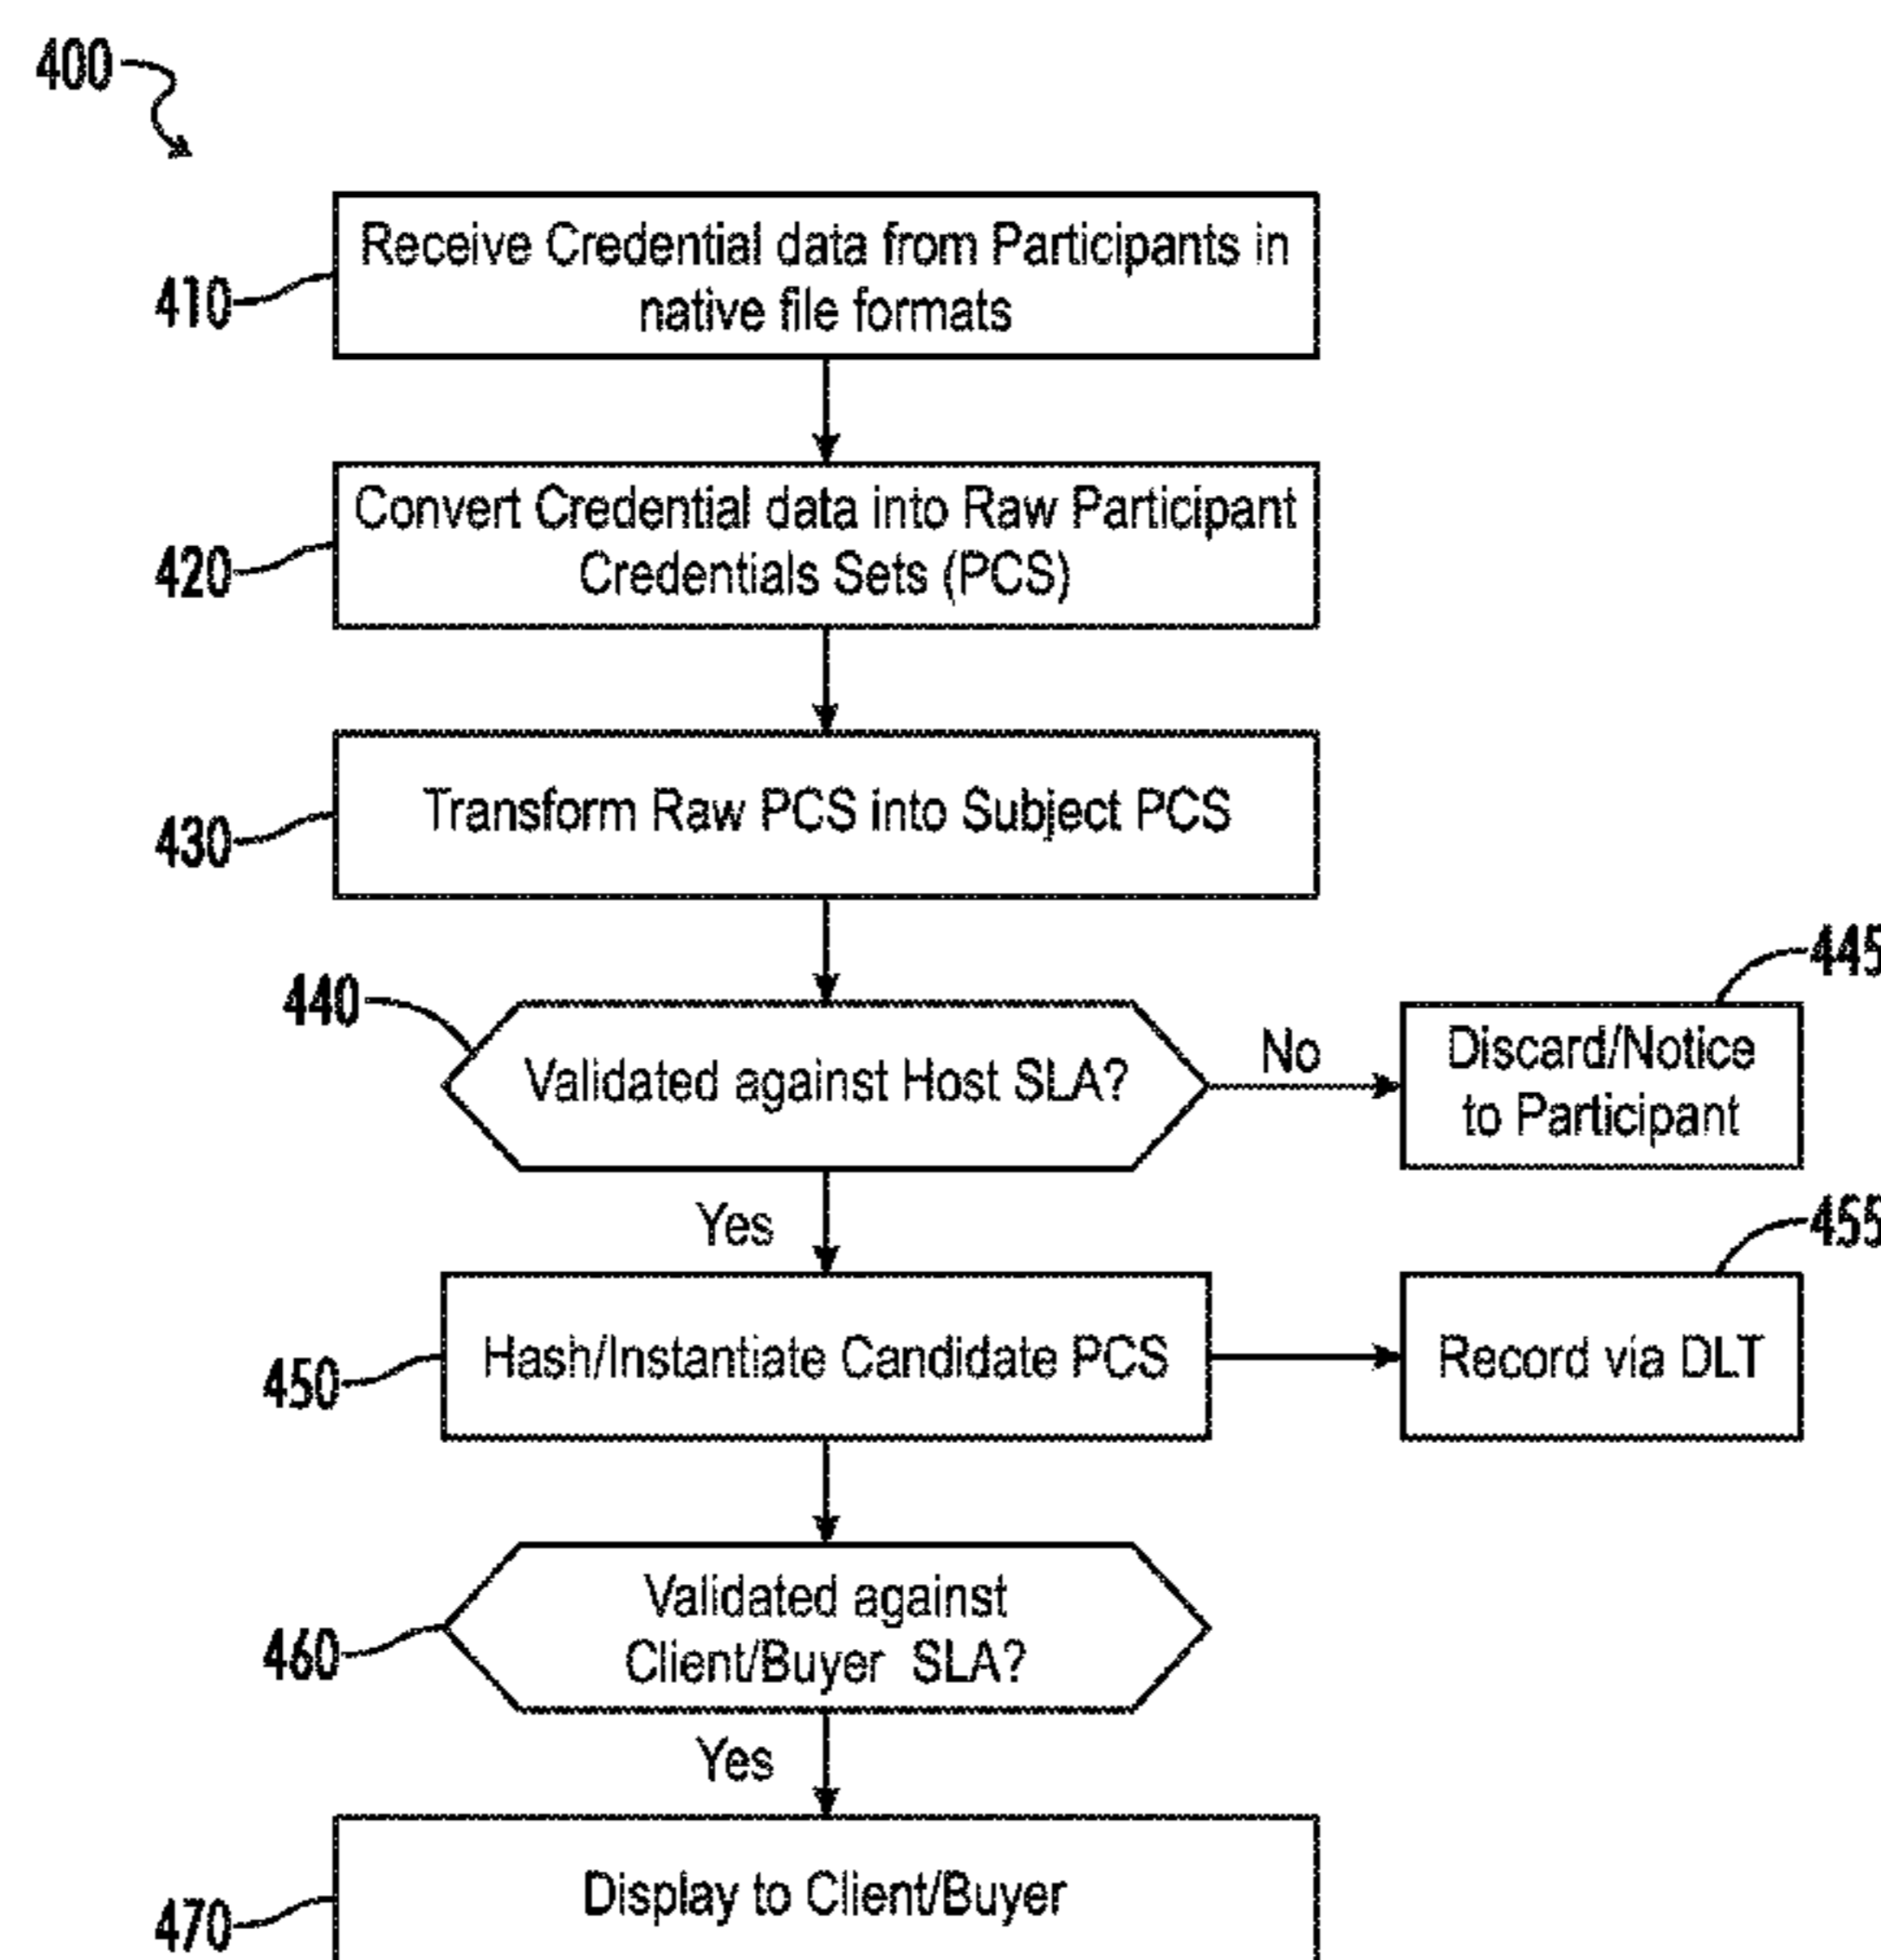 400
Receive Credential data from Participants in
native file formats
410
Convert Credential data into Raw Participant
Credentials Sets (PCS)
420
Transform Raw PCS into Subject PCS
430
445
440
Validated against Host SLA?
No
Discard/Notice
to Participant
Yes
455
Hash/Instantiate Candidate PCS
Record via DLT
450
Validated against
Client/Buyer SLA?
460
Yes
Display to Client/Buyer
470